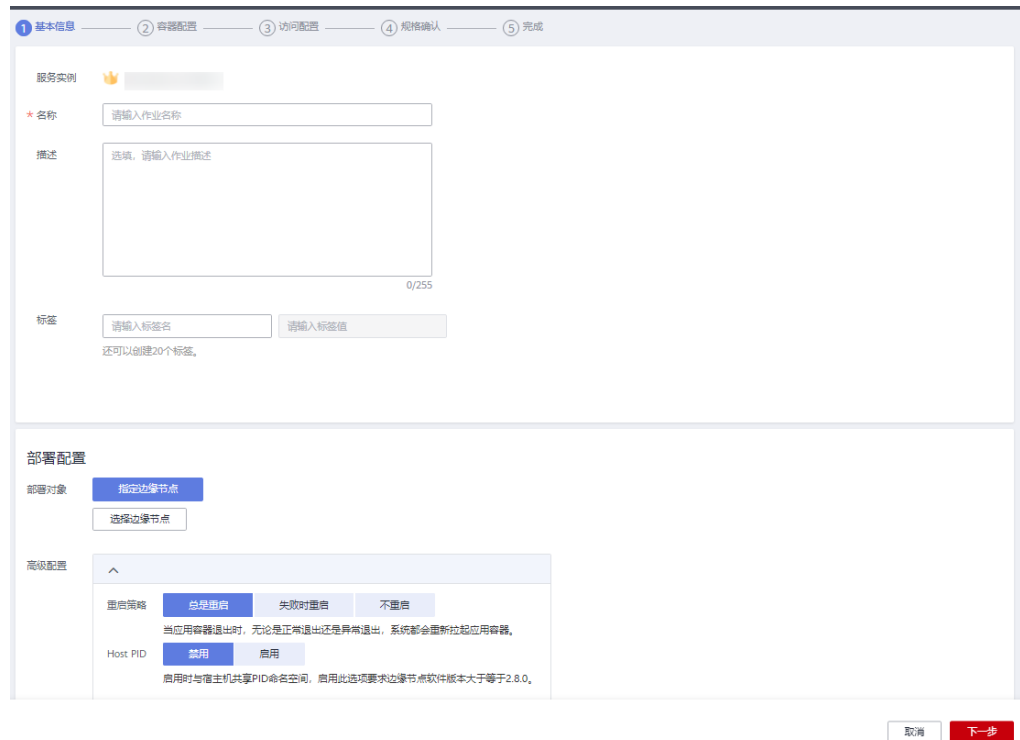 1 基本信息 2 容器配置 3 访问配置 4 规格确认 5 完成
服务实例
* 名称 请输入作业名称
描述 选填，请输入作业描述
0/255
标签 请输入标签名 请输入标签值
还可以创建20个标签。
部署配置
部署对象 指定边缘节点
选择边缘节点
高级配置
重启策略 总是重启 失败时重启 不重启
当应用容器退出时，无论是正常退出还是异常退出，系统都会重新拉起应用容器。
Host PID 禁用 启用
启用时与宿主机共享PID命名空间，启用此选项要求边缘节点软件版本大于等于2.8.0。
取消 下一步